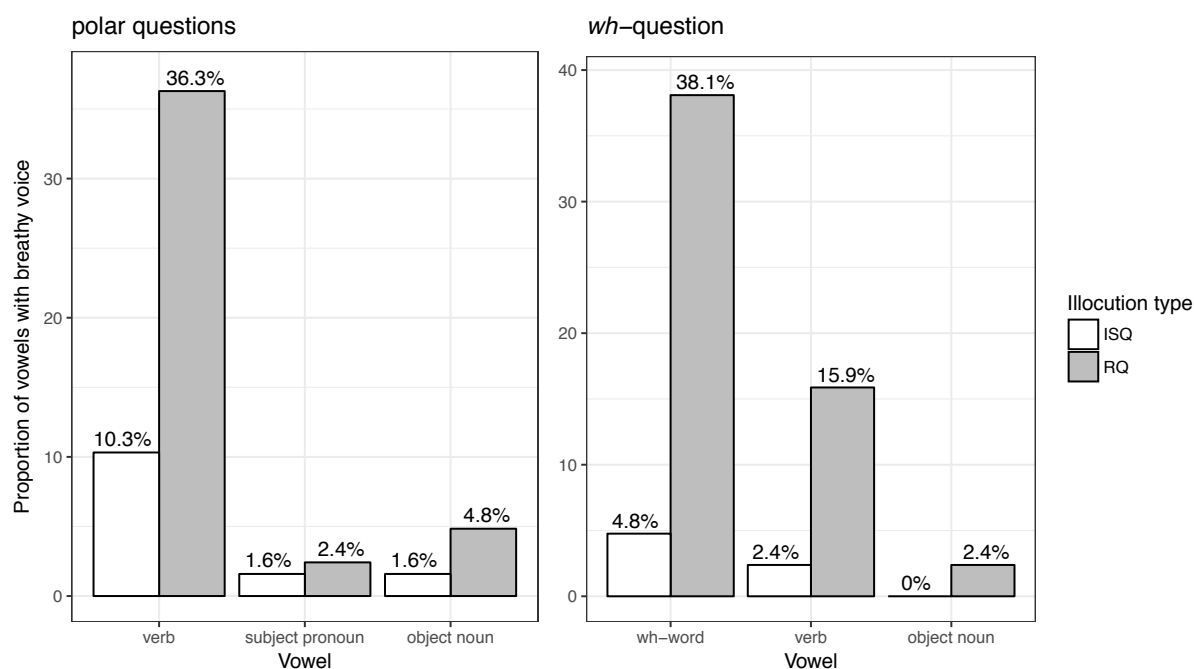 polar questions
Proportion of vowels with breathy voice
30
20
10
0
36.3%
10.3%
1.6%
2.4%
1.6%
4.8%
verb
subject pronoun
object noun
Vowel
wh−question
40
30
20
10
0
38.1%
4.8%
2.4%
15.9%
0%
2.4%
wh−word
verb
object noun
Vowel
Illocution type
ISQ
RQ